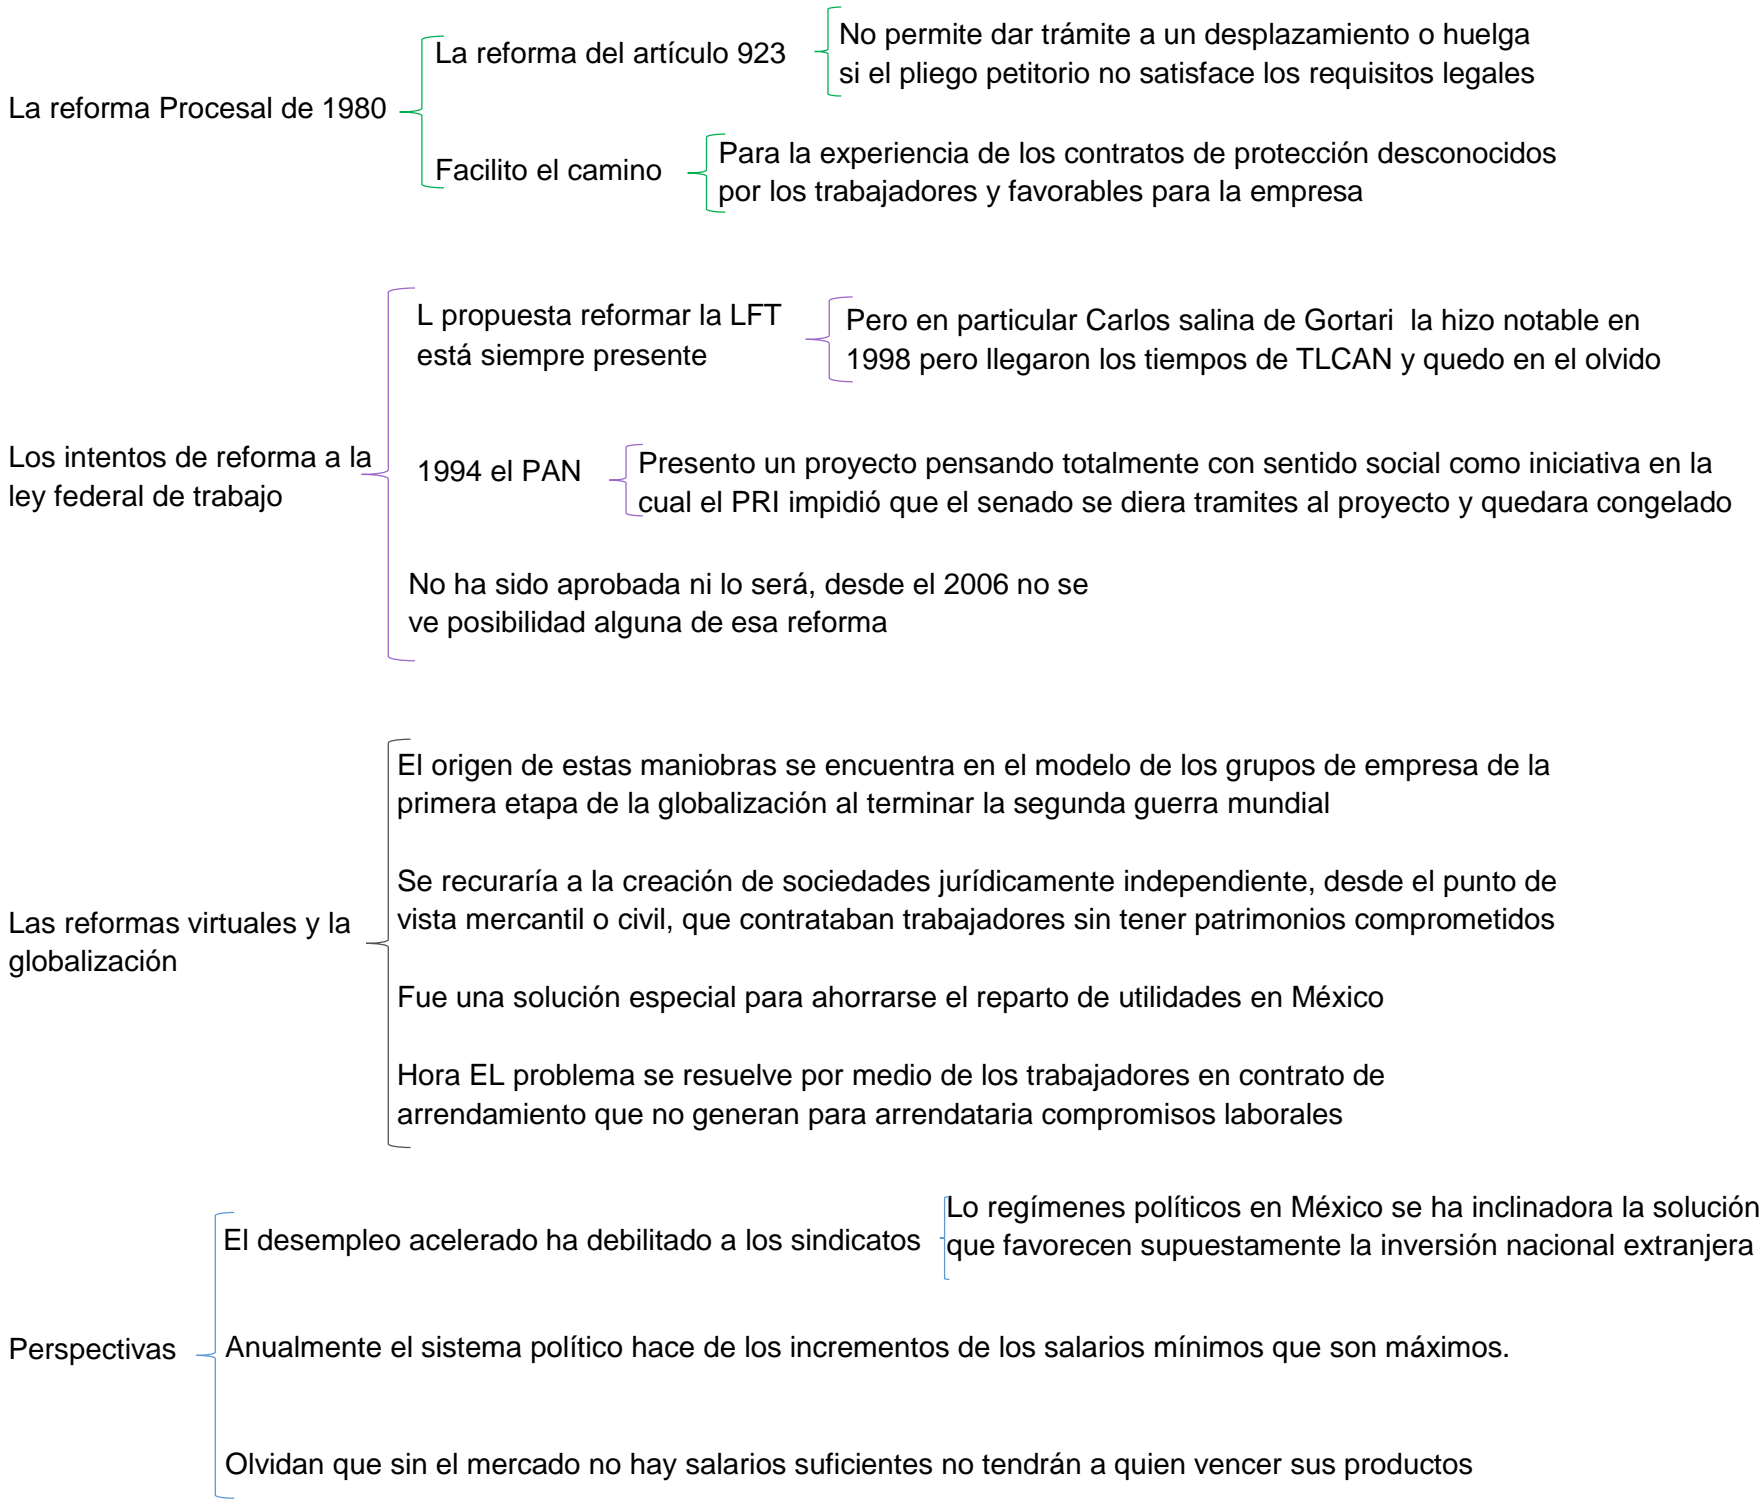 La reforma Procesal de 1980
La reforma del artículo 923
No permite dar trámite a un desplazamiento o huelga
si el pliego petitorio no satisface los requisitos legales
Facilito el camino
Para la experiencia de los contratos de protección desconocidos
por los trabajadores y favorables para la empresa
Los intentos de reforma a la
ley federal de trabajo
L propuesta reformar la LFT
está siempre presente
Pero en particular Carlos salina de Gortari  la hizo notable en
1998 pero llegaron los tiempos de TLCAN y quedo en el olvido
1994 el PAN
Presento un proyecto pensando totalmente con sentido social como iniciativa en la
cual el PRI impidió que el senado se diera tramites al proyecto y quedara congelado
No ha sido aprobada ni lo será, desde el 2006 no se
ve posibilidad alguna de esa reforma
Las reformas virtuales y la
globalización
El origen de estas maniobras se encuentra en el modelo de los grupos de empresa de la
primera etapa de la globalización al terminar la segunda guerra mundial
Se recuraría a la creación de sociedades jurídicamente independiente, desde el punto de
vista mercantil o civil, que contrataban trabajadores sin tener patrimonios comprometidos
Fue una solución especial para ahorrarse el reparto de utilidades en México
Hora EL problema se resuelve por medio de los trabajadores en contrato de
arrendamiento que no generan para arrendataria compromisos laborales
Perspectivas
El desempleo acelerado ha debilitado a los sindicatos
Lo regímenes políticos en México se ha inclinadora la solución
que favorecen supuestamente la inversión nacional extranjera
Anualmente el sistema político hace de los incrementos de los salarios mínimos que son máximos.
Olvidan que sin el mercado no hay salarios suficientes no tendrán a quien vencer sus productos